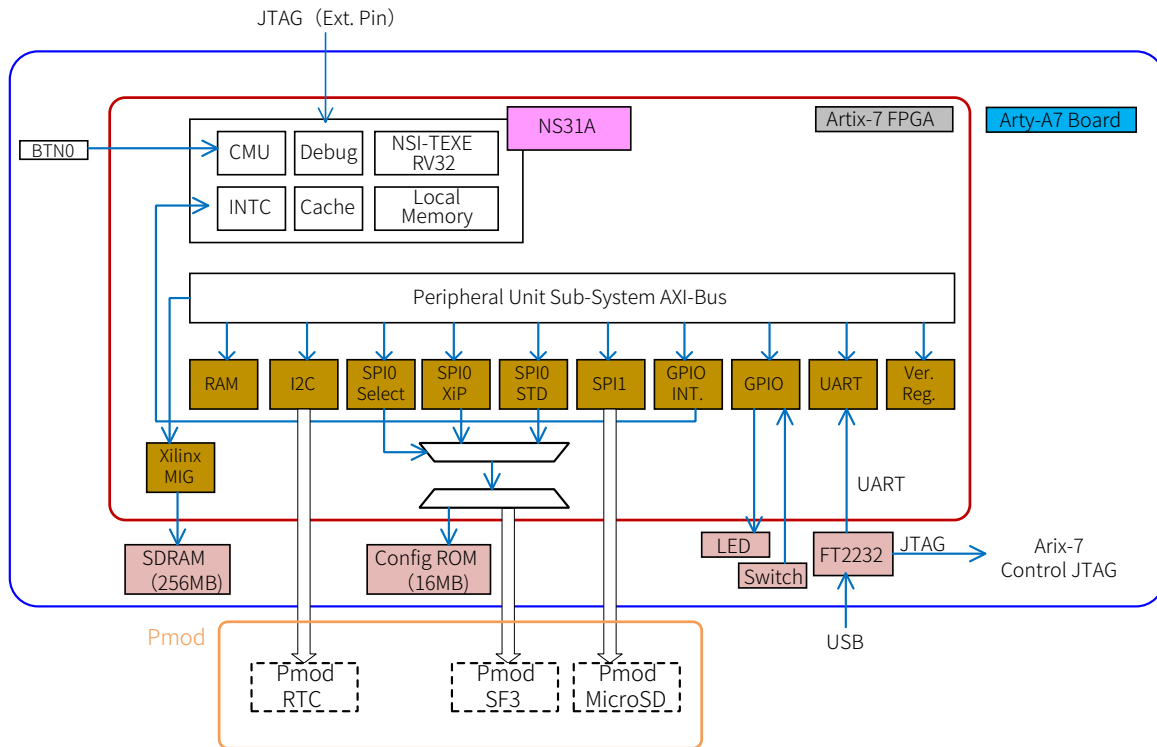 JTAG（Ext. Pin）
NS31A
Artix-7 FPGA
Arty-A7 Board
BTN0
CMU
Debug
NSI-TEXE
RV32
INTC
Cache
Local
Memory
Peripheral Unit Sub-System AXI-Bus
RAM
I2C
SPI0
Select
SPI0
XiP
SPI0
STD
SPI1
GPIO
INT.
GPIO
UART
Ver.
Reg.
Xilinx
MIG
UART
SDRAM
（256MB）
Config ROM
（16MB）
LED
Switch
FT2232
JTAG
Arix-7
Control JTAG
USB
Pmod
Pmod
RTC
Pmod
SF3
Pmod
MicroSD